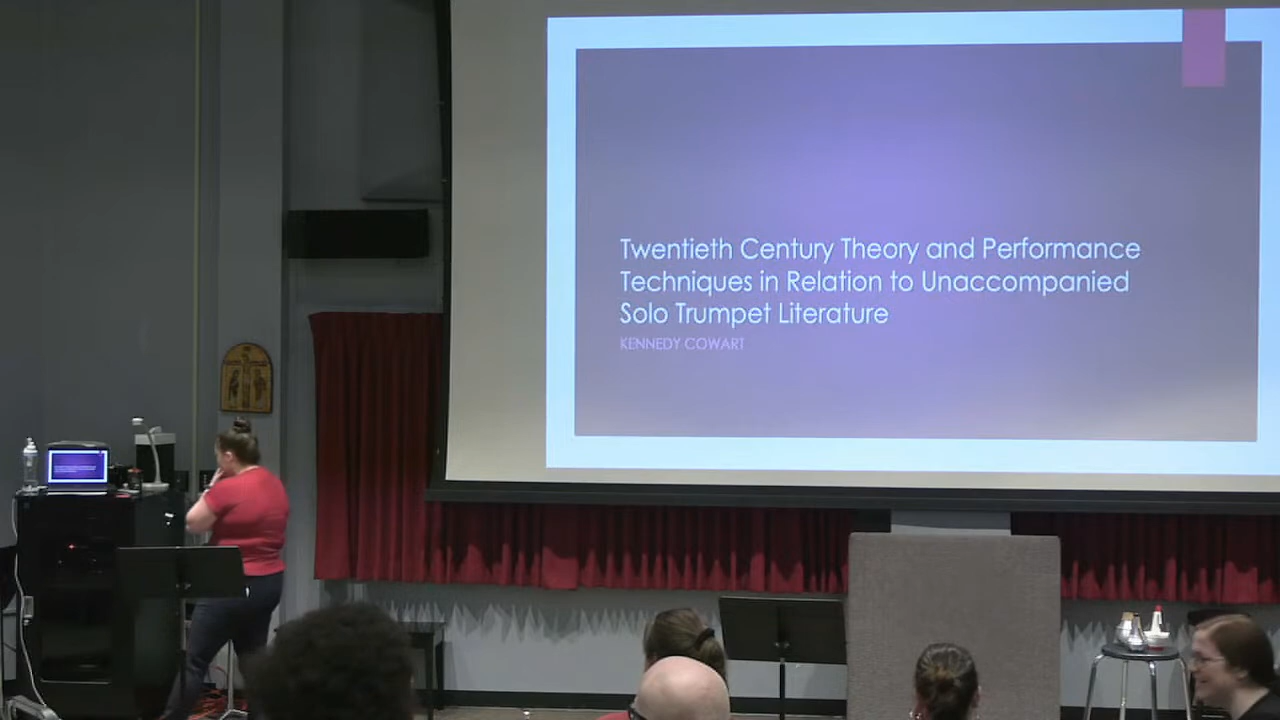 Twentieth Century Theory and Performance
Techniques in Relation to Unaccompanied
Solo Trumpet Literature
KENNEDY COWART